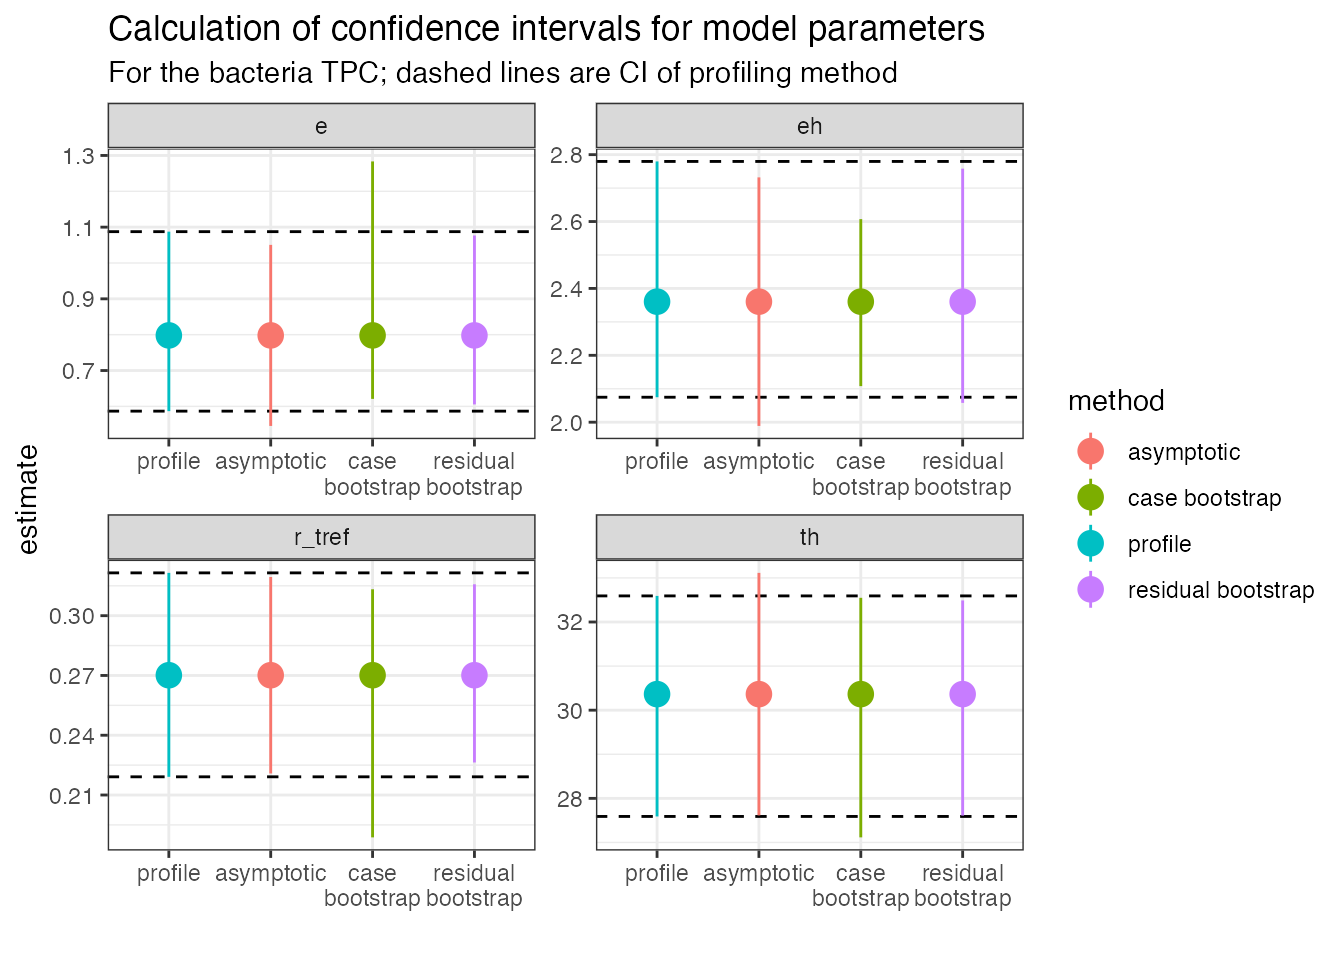 Calculation of confidence intervals for model parameters
For the bacteria TPC; dashed lines are CI of profiling method
e
eh
1.3
1.1
0.9
0.7
2.8
2.6
2.4
2.2
2.0
profile asymptotic case bootstrap residual bootstrap
profile asymptotic case bootstrap residual bootstrap
r_tref
th
0.30
0.27
0.24
0.21
32
30
28
profile asymptotic case bootstrap residual bootstrap
profile asymptotic case bootstrap residual bootstrap
estimate
method
asymptotic
case bootstrap
profile
residual bootstrap